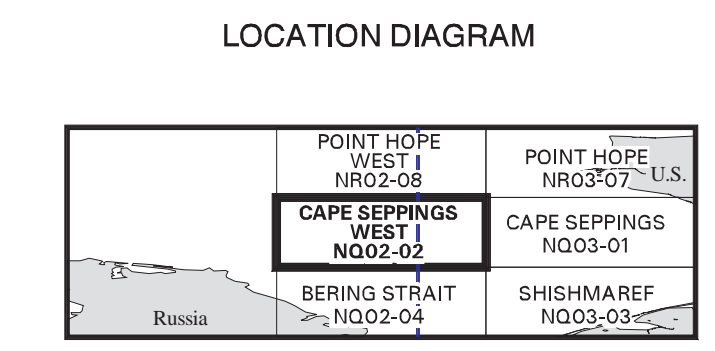 LOCATION DIAGRAM
POINT HOPE
WEST
NR02-08
POINT HOPE
NR03-07
U.S.
CAPE SEPPINGS
WEST
NQ02-02
CAPE SEPPINGS
NQ03-01
BERING STRAIT
NQ02-04
SHISHMAREF
NQ03-03
Russia